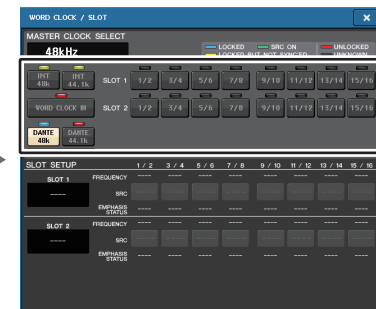 WORD CLOCK / SLOT
MASTER CLOCK SELECT
48kHz
LOCKED SRC ON UNLOCKED
LOCKED BUT NOT SYNCED UNKNOWN
INT 48k INT 44.1k SLOT 1 1/2 3/4 5/6 7/8 9/10 11/12 13/14 15/16
WORD CLOCK IN SLOT 2 1/2 3/4 5/6 7/8 9/10 11/12 13/14 15/16
DANTE 48k DANTE 44.1k
SLOT SETUP 1 / 2 3 / 4 5 / 6 7 / 8 9 / 10 11 / 12 13 / 14 15 / 16
SLOT 1 FREQUENCY ---- ---- ---- ---- ---- ---- ---- ----
---- SRC ---- ---- ---- ---- ---- ---- ---- ----
EMPHASIS STATUS ---- ---- ---- ---- ---- ---- ---- ----
SLOT 2 FREQUENCY ---- ---- ---- ---- ---- ---- ---- ----
---- SRC ---- ---- ---- ---- ---- ---- ---- ----
EMPHASIS STATUS ---- ---- ---- ---- ---- ---- ---- ----